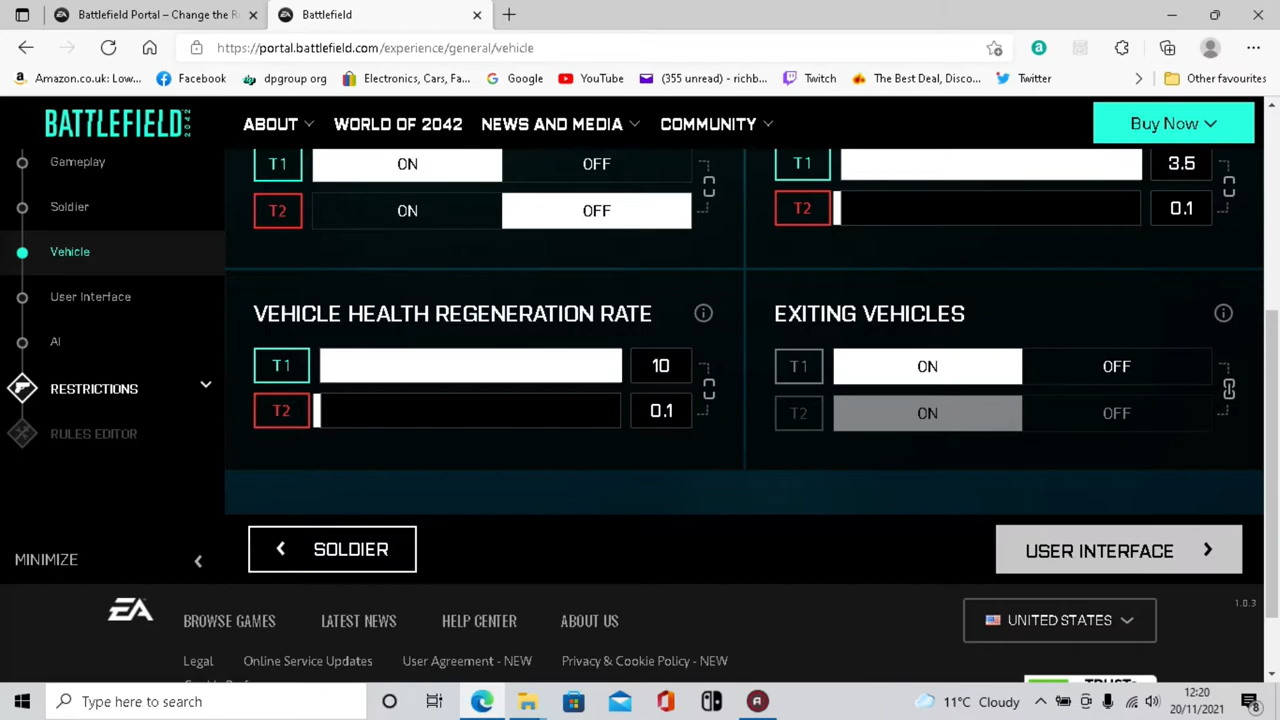 Battlefield Portal – Change the R
Battlefield
https://portal.battlefield.com/experience/general/vehicle
Amazon.co.uk: Low...
Facebook
dpgroup org
Electronics, Cars, Fa...
Google
YouTube
(355 unread) - richb...
Twitch
The Best Deal, Disco...
Twitter
Other favourites
BATTLEFIELD 2042
ABOUT
WORLD OF 2042
NEWS AND MEDIA
COMMUNITY
Buy Now
Gameplay
Soldier
Vehicle
User Interface
AI
RESTRICTIONS
RULES EDITOR
MINIMIZE
T1 ON OFF
T2 ON OFF
T1 3.5
T2 0.1
VEHICLE HEALTH REGENERATION RATE
T1 10
T2 0.1
EXITING VEHICLES
T1 ON OFF
T2 ON OFF
SOLDIER
USER INTERFACE
EA
BROWSE GAMES
LATEST NEWS
HELP CENTER
ABOUT US
UNITED STATES
1.0.3
Legal
Online Service Updates
User Agreement - NEW
Privacy & Cookie Policy - NEW
Type here to search
11°C Cloudy
12:20
20/11/2021
8